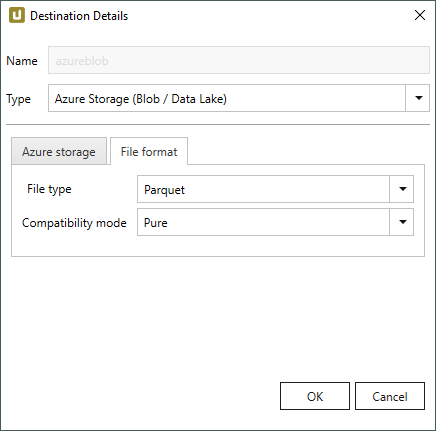 Destination Details
Name azureblob
Type Azure Storage (Blob / Data Lake)
Azure storage File format
File type Parquet
Compatibility mode Pure
OK Cancel